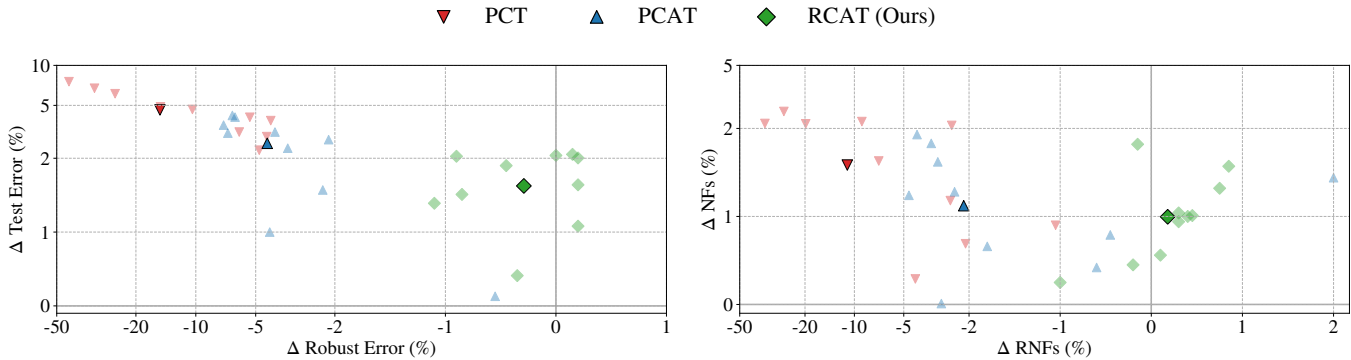 PCT PCAT RCAT (Ours)
10
5
2
1
0
Δ Test Error (%)
-50 -20 -10 -5 -2 -1 0 1
Δ Robust Error (%)
5
2
1
0
Δ NFs (%)
-50 -20 -10 -5 -2 -1 0 1 2
Δ RNFs (%)